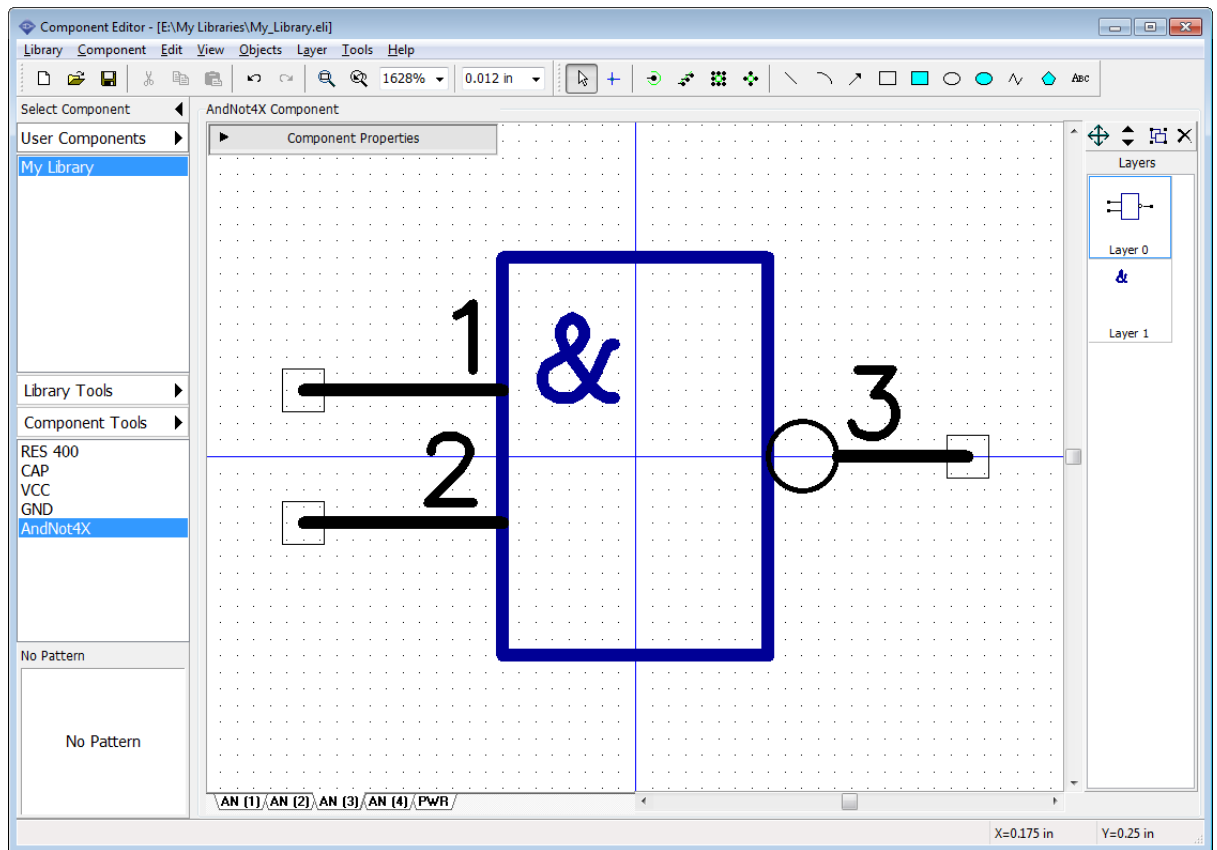 Component Editor - [E:\My Libraries\My_Library.eli]
Library Component Edit View Objects Layer Tools Help
1628% 0.012 in ABC
Select Component
AndNot4X Component
User Components
Component Properties
My Library
Layers
Layer 0
&
Layer 1
1
&
2
3
Library Tools
Component Tools
RES 400
CAP
VCC
GND
AndNot4X
No Pattern
No Pattern
AN (1) AN (2) AN (3) AN (4) PWR
X=0.175 in Y=0.25 in